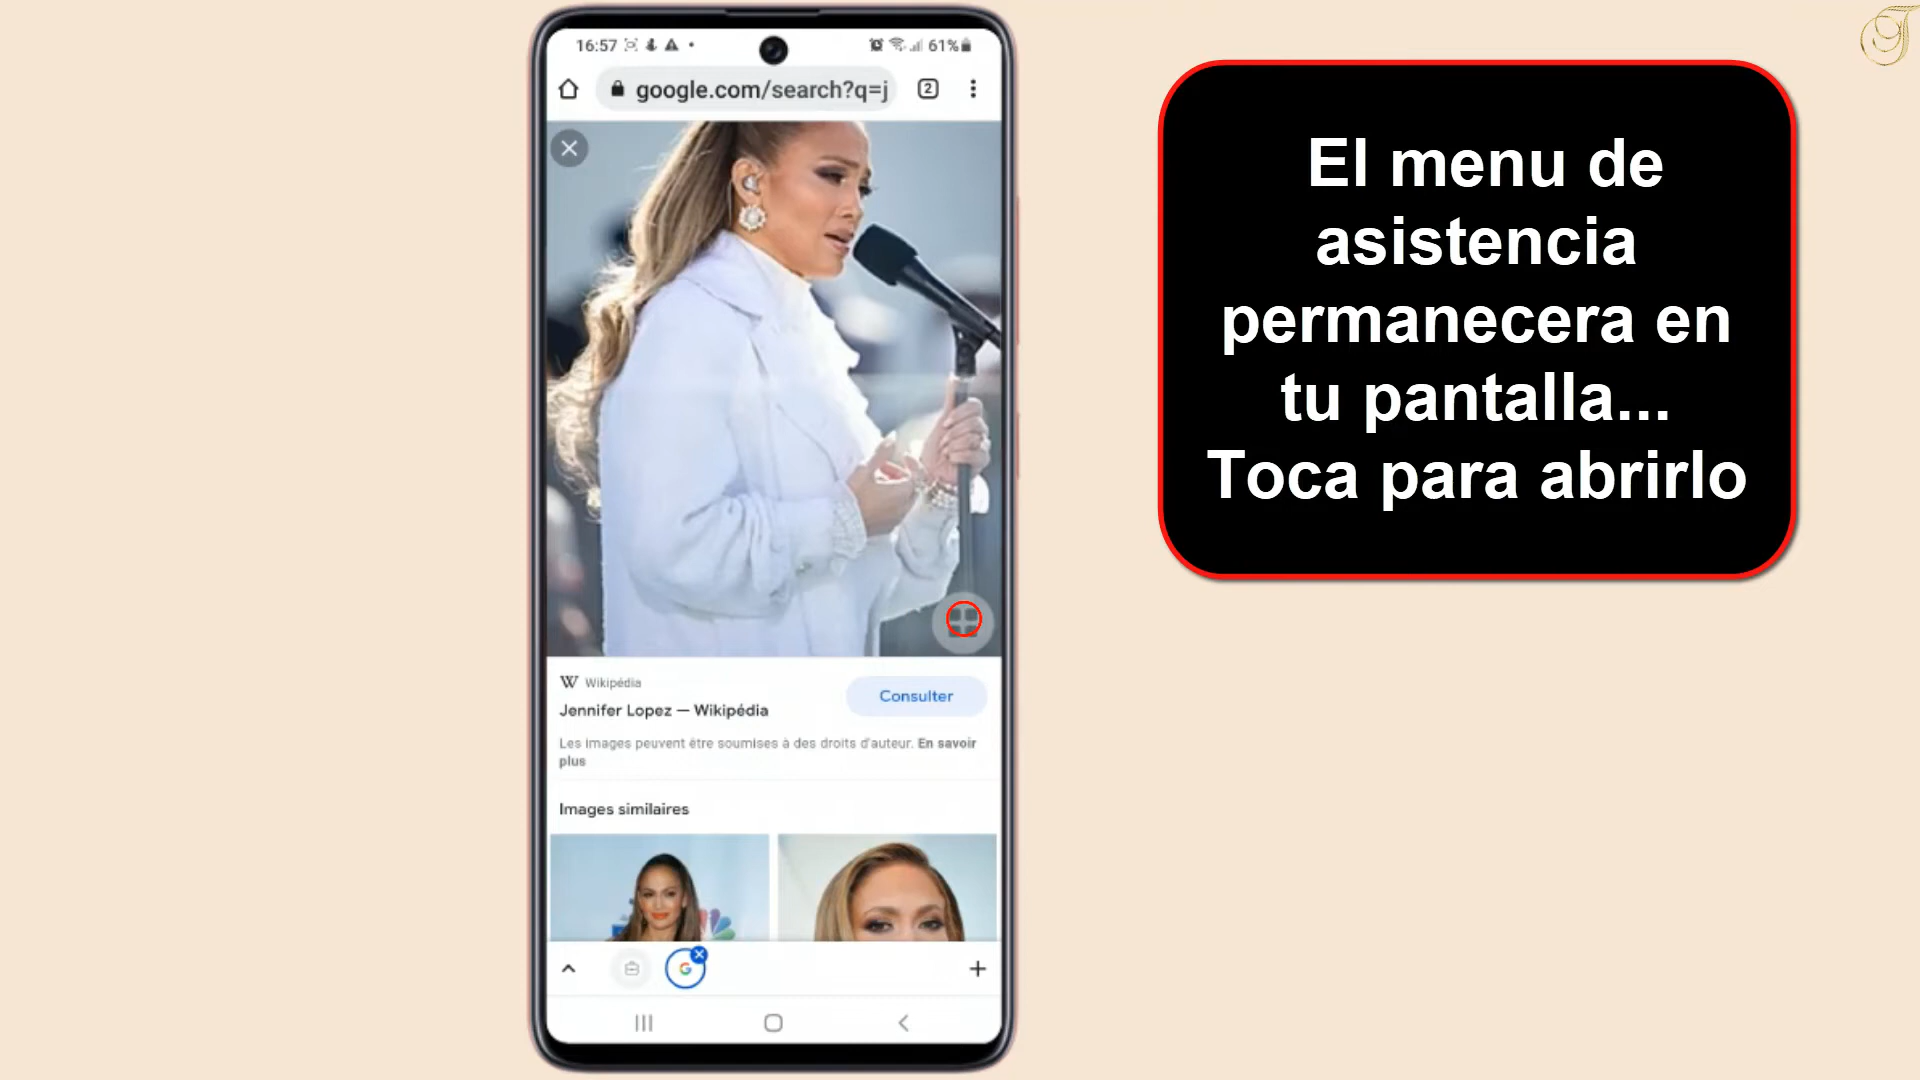 16:57
61%
google.com/search?q=j
2
El menu de
asistencia
permanecera en
tu pantalla...
Toca para abrirlo
W Wikipédia
Jennifer Lopez — Wikipédia
Consulter
Les images peuvent être soumises à des droits d'auteur. En savoir
plus
Images similaires
G